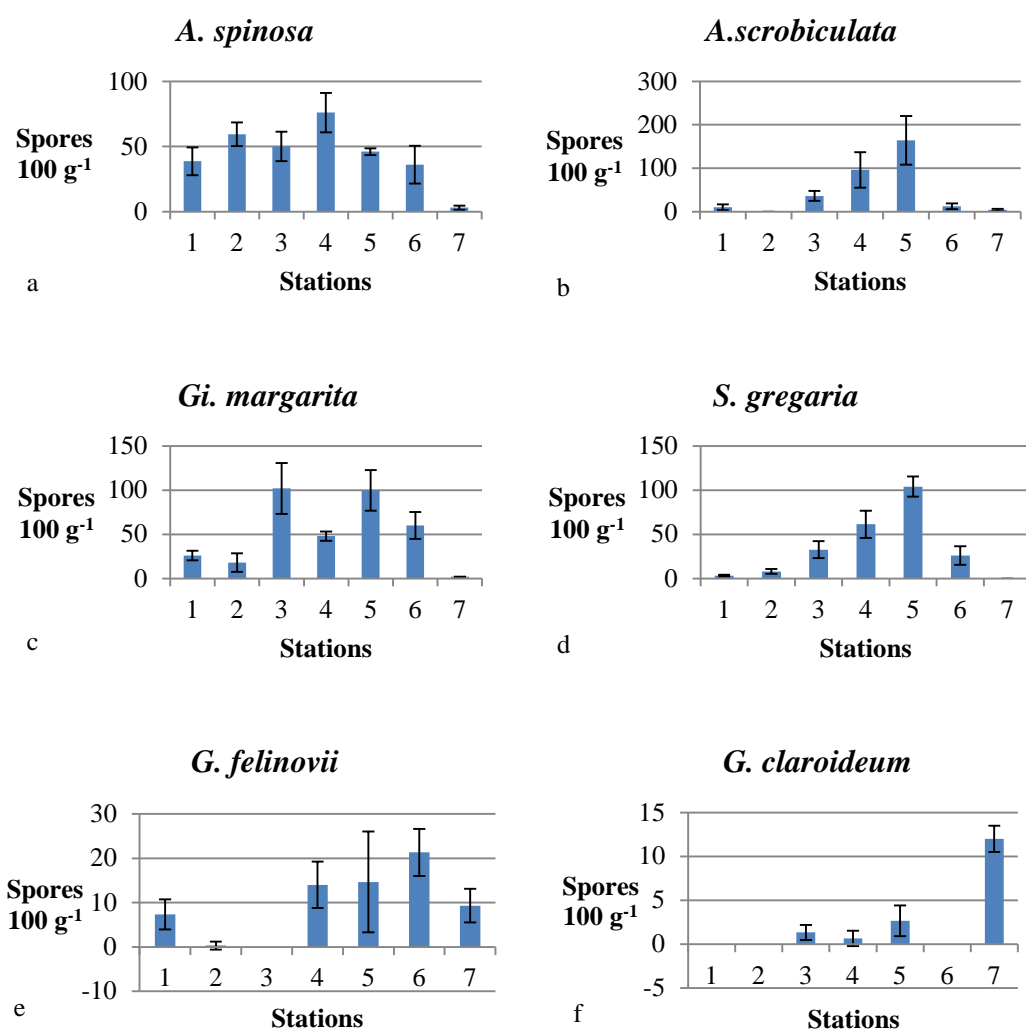 A. spinosa
100
50
0
Spores
100 g-1
1 2 3 4 5 6 7
Stations
a
A.scrobiculata
300
200
100
0
Spores
100 g-1
1 2 3 4 5 6 7
Stations
b
Gi. margarita
150
100
50
0
Spores
100 g-1
1 2 3 4 5 6 7
Stations
c
S. gregaria
150
100
50
0
Spores
100 g-1
1 2 3 4 5 6 7
Stations
d
G. felinovii
30
20
10
0
-10
Spores
100 g-1
1 2 3 4 5 6 7
Stations
e
G. claroideum
15
10
5
0
-5
Spores
100 g-1
1 2 3 4 5 6 7
Stations
f